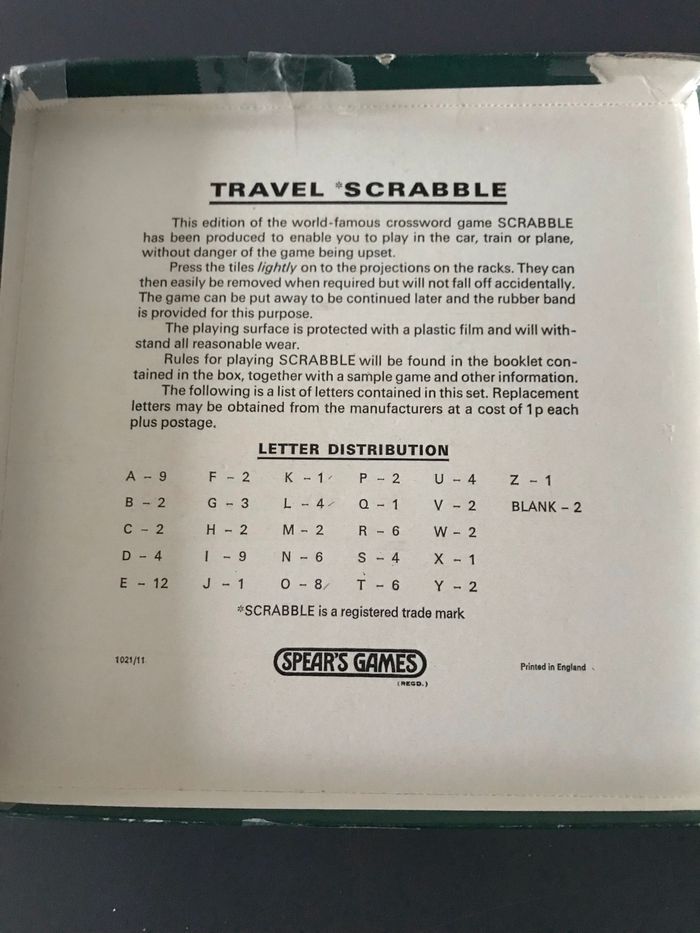 TRAVEL *SCRABBLE
This edition of the world-famous crossword game SCRABBLE
has been produced to enable you to play in the car, train or plane,
without danger of the game being upset.
Press the tiles lightly on to the projections on the racks. They can
then easily be removed when required but will not fall off accidentally.
The game can be put away to be continued later and the rubber band
is provided for this purpose.
The playing surface is protected with a plastic film and will with-
stand all reasonable wear.
Rules for playing SCRABBLE will be found in the booklet con-
tained in the box, together with a sample game and other information.
The following is a list of letters contained in this set. Replacement
letters may be obtained from the manufacturers at a cost of 1p each
plus postage.
LETTER DISTRIBUTION
A – 9 F – 2 K – 1 P – 2 U – 4 Z – 1
B – 2 G – 3 L – 4 Q – 1 V – 2 BLANK – 2
C – 2 H – 2 M – 2 R – 6 W – 2
D – 4 I – 9 N – 6 S – 4 X – 1
E – 12 J – 1 O – 8 T – 6 Y – 2
*SCRABBLE is a registered trade mark
1021/11 SPEAR'S GAMES Printed in England
(REGD.)